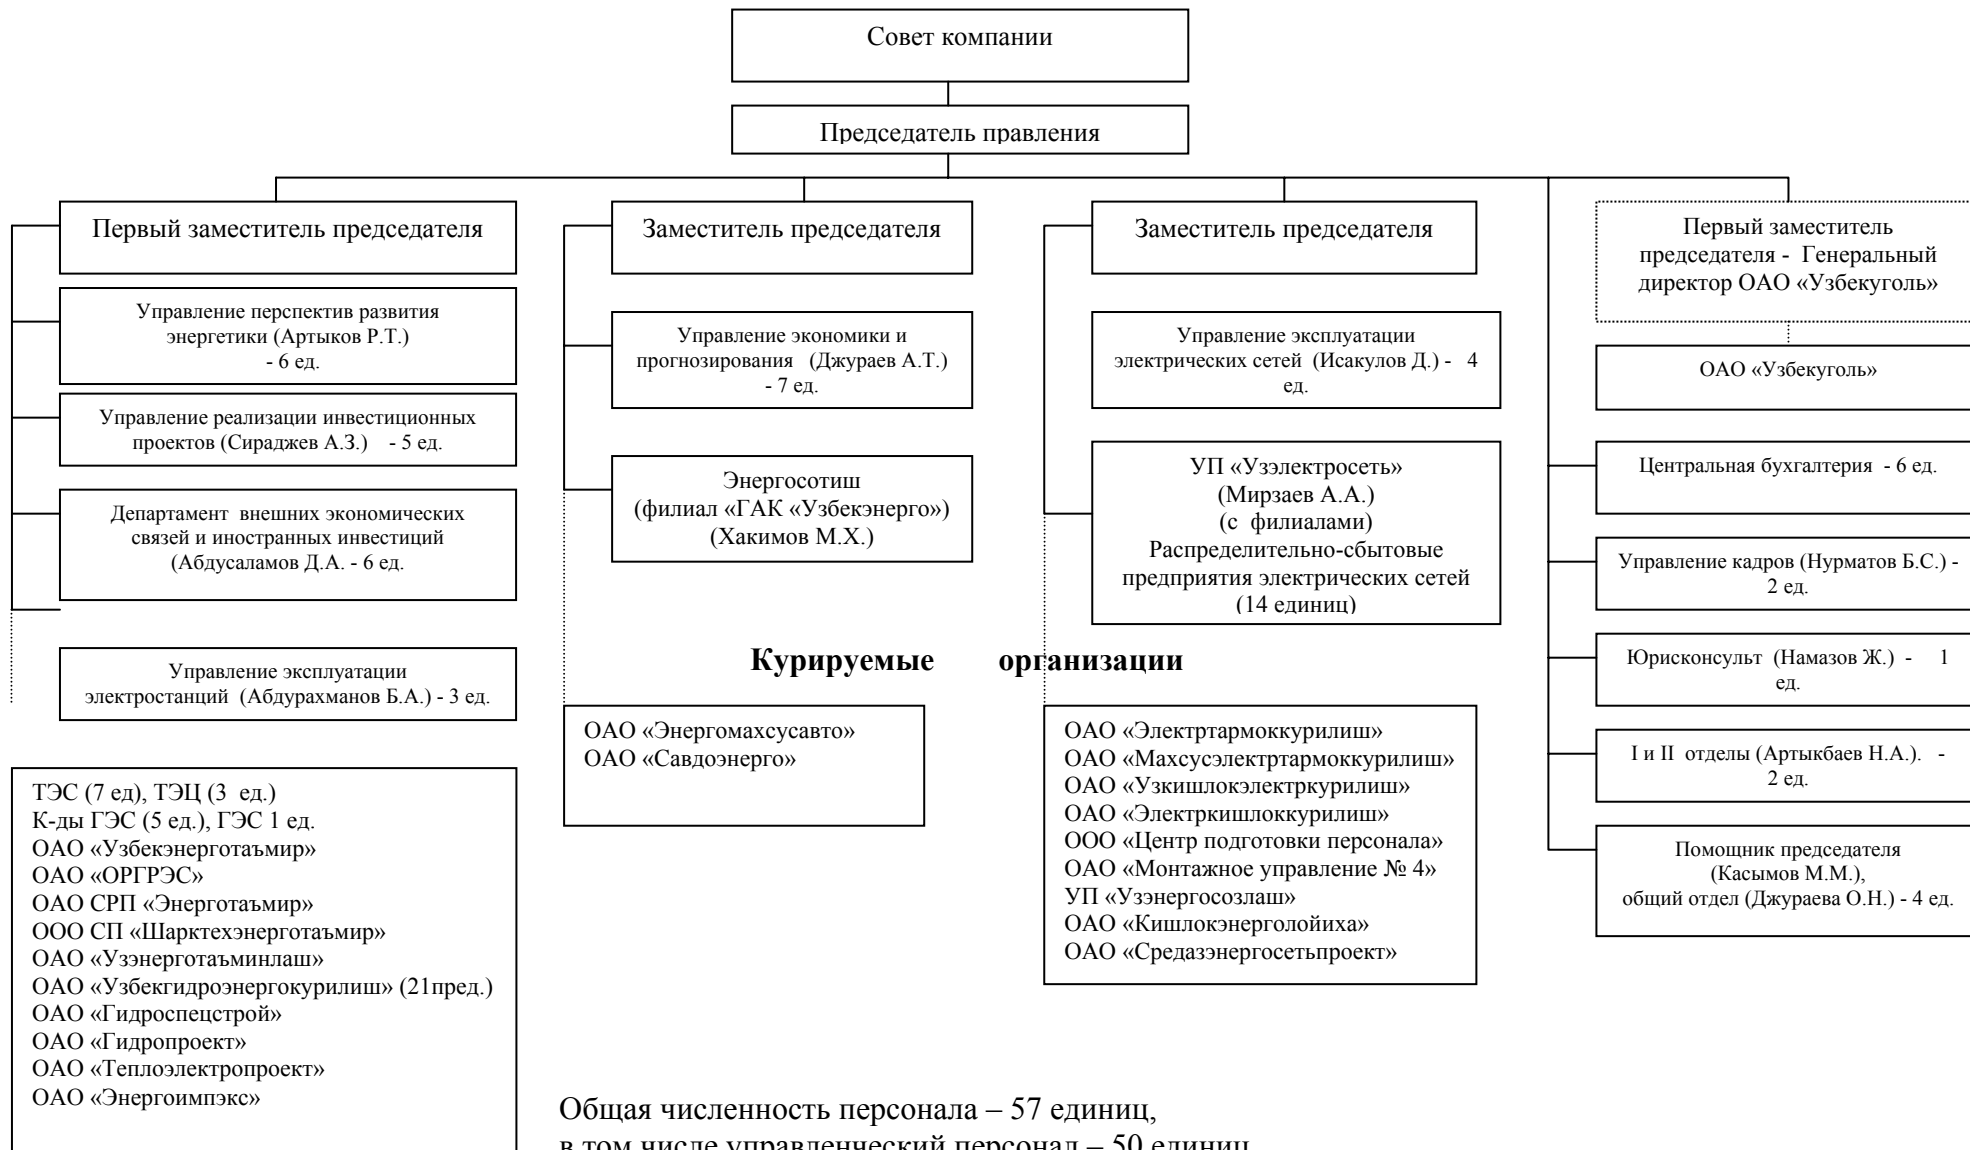 Совет компании
Председатель правления
Первый заместитель председателя
Управление перспектив развития
энергетики (Артыков Р.Т.)
- 6 ед.
Управление реализации инвестиционных
проектов (Сираджев А.З.) - 5 ед.
Департамент внешних экономических
связей и иностранных инвестиций
(Абдусаламов Д.А. - 6 ед.
Управление эксплуатации
электростанций (Абдурахманов Б.А.) - 3 ед.
Заместитель председателя
Управление экономики и
прогнозирования (Джураев А.Т.)
- 7 ед.
Энергосотиш
(филиал «ГАК «Узбекэнерго»)
(Хакимов М.Х.)
Заместитель председателя
Управление эксплуатации
электрических сетей (Исакулов Д.) - 4
ед.
УП «Узэлектросеть»
(Мирзаев А.А.)
(с филиалами)
Распределительно-сбытовые
предприятия электрических сетей
(14 единиц)
Первый заместитель
председателя - Генеральный
директор ОАО «Узбекуголь»
ОАО «Узбекуголь»
Центральная бухгалтерия - 6 ед.
Управление кадров (Нурматов Б.С.) -
2 ед.
Юрисконсульт (Намазов Ж.) - 1
ед.
I и II отделы (Артыкбаев Н.А.). -
2 ед.
Помощник председателя
(Касымов М.М.),
общий отдел (Джураева О.Н.) - 4 ед.
Курируемые организации
ТЭС (7 ед), ТЭЦ (3 ед.)
К-ды ГЭС (5 ед.), ГЭС 1 ед.
ОАО «Узбекэнерготаъмир»
ОАО «ОРГРЭС»
ОАО СРП «Энерготаъмир»
ООО СП «Шарктехэнерготаъмир»
ОАО «Узэнерготаъминлаш»
ОАО «Узбекгидроэнергокурилиш» (21пред.)
ОАО «Гидроспецстрой»
ОАО «Гидропроект»
ОАО «Теплоэлектропроект»
ОАО «Энергоимпэкс»
ОАО «Энергомахсусавто»
ОАО «Савдоэнерго»
ОАО «Электртармоккурилиш»
ОАО «Махсусэлектртармоккурилиш»
ОАО «Узкишлокэлектркурилиш»
ОАО «Электркишлоккурилиш»
ООО «Центр подготовки персонала»
ОАО «Монтажное управление № 4»
УП «Узэнергосозлаш»
ОАО «Кишлокэнерголойиха»
ОАО «Средазэнергосетьпроект»
Общая численность персонала – 57 единиц,
в том числе управленческий персонал – 50 единиц